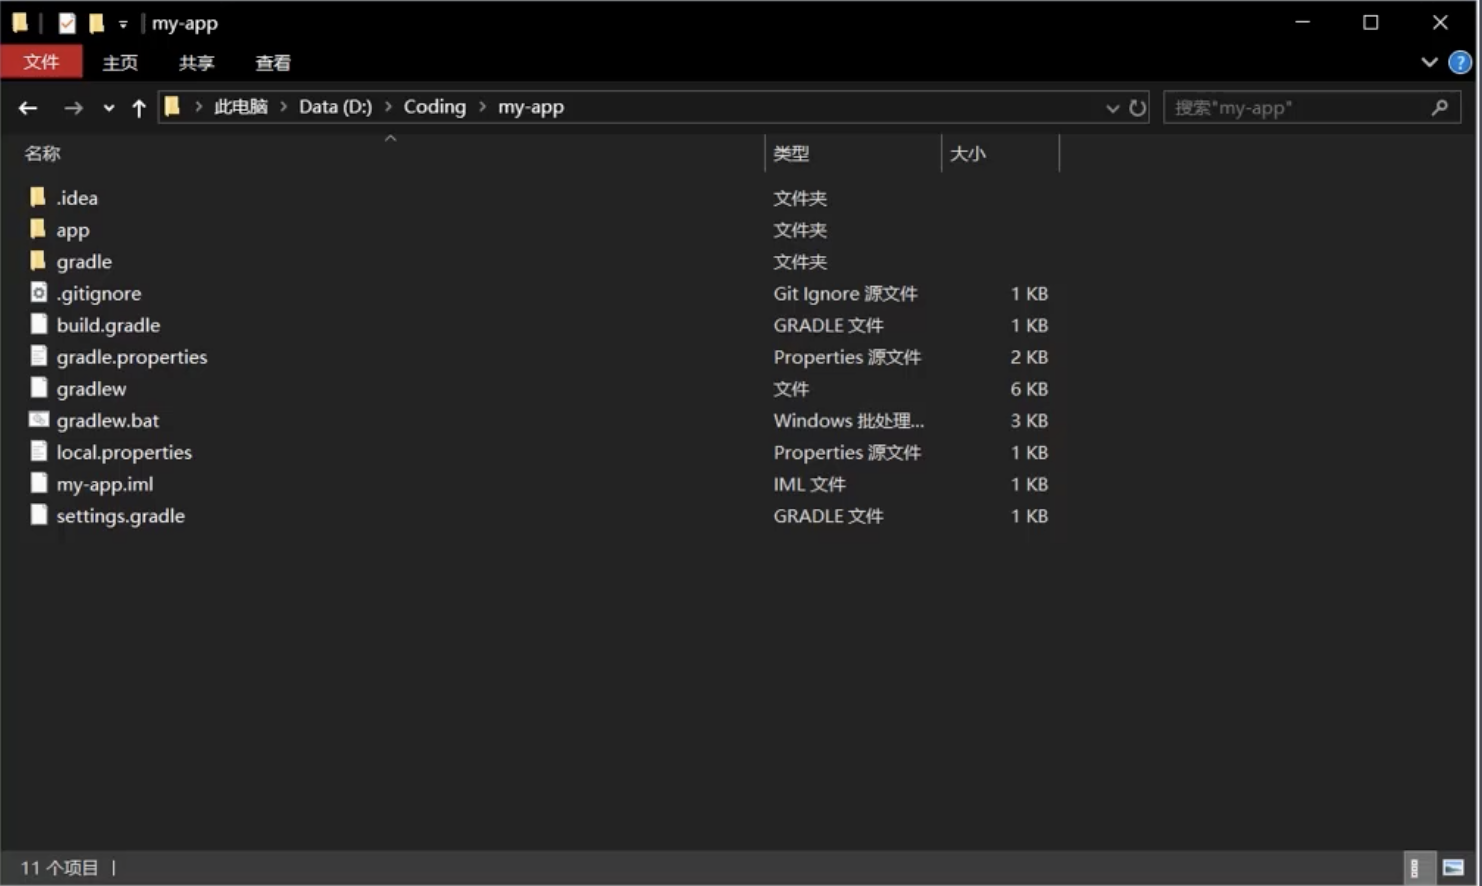 my-app
文件 主页 共享 查看
此电脑 Data (D:) Coding my-app 搜索"my-app"
名称 类型 大小
.idea 文件夹
app 文件夹
gradle 文件夹
.gitignore Git Ignore 源文件 1 KB
build.gradle GRADLE 文件 1 KB
gradle.properties Properties 源文件 2 KB
gradlew 文件 6 KB
gradlew.bat Windows 批处理... 3 KB
local.properties Properties 源文件 1 KB
my-app.iml IML 文件 1 KB
settings.gradle GRADLE 文件 1 KB
11 个项目